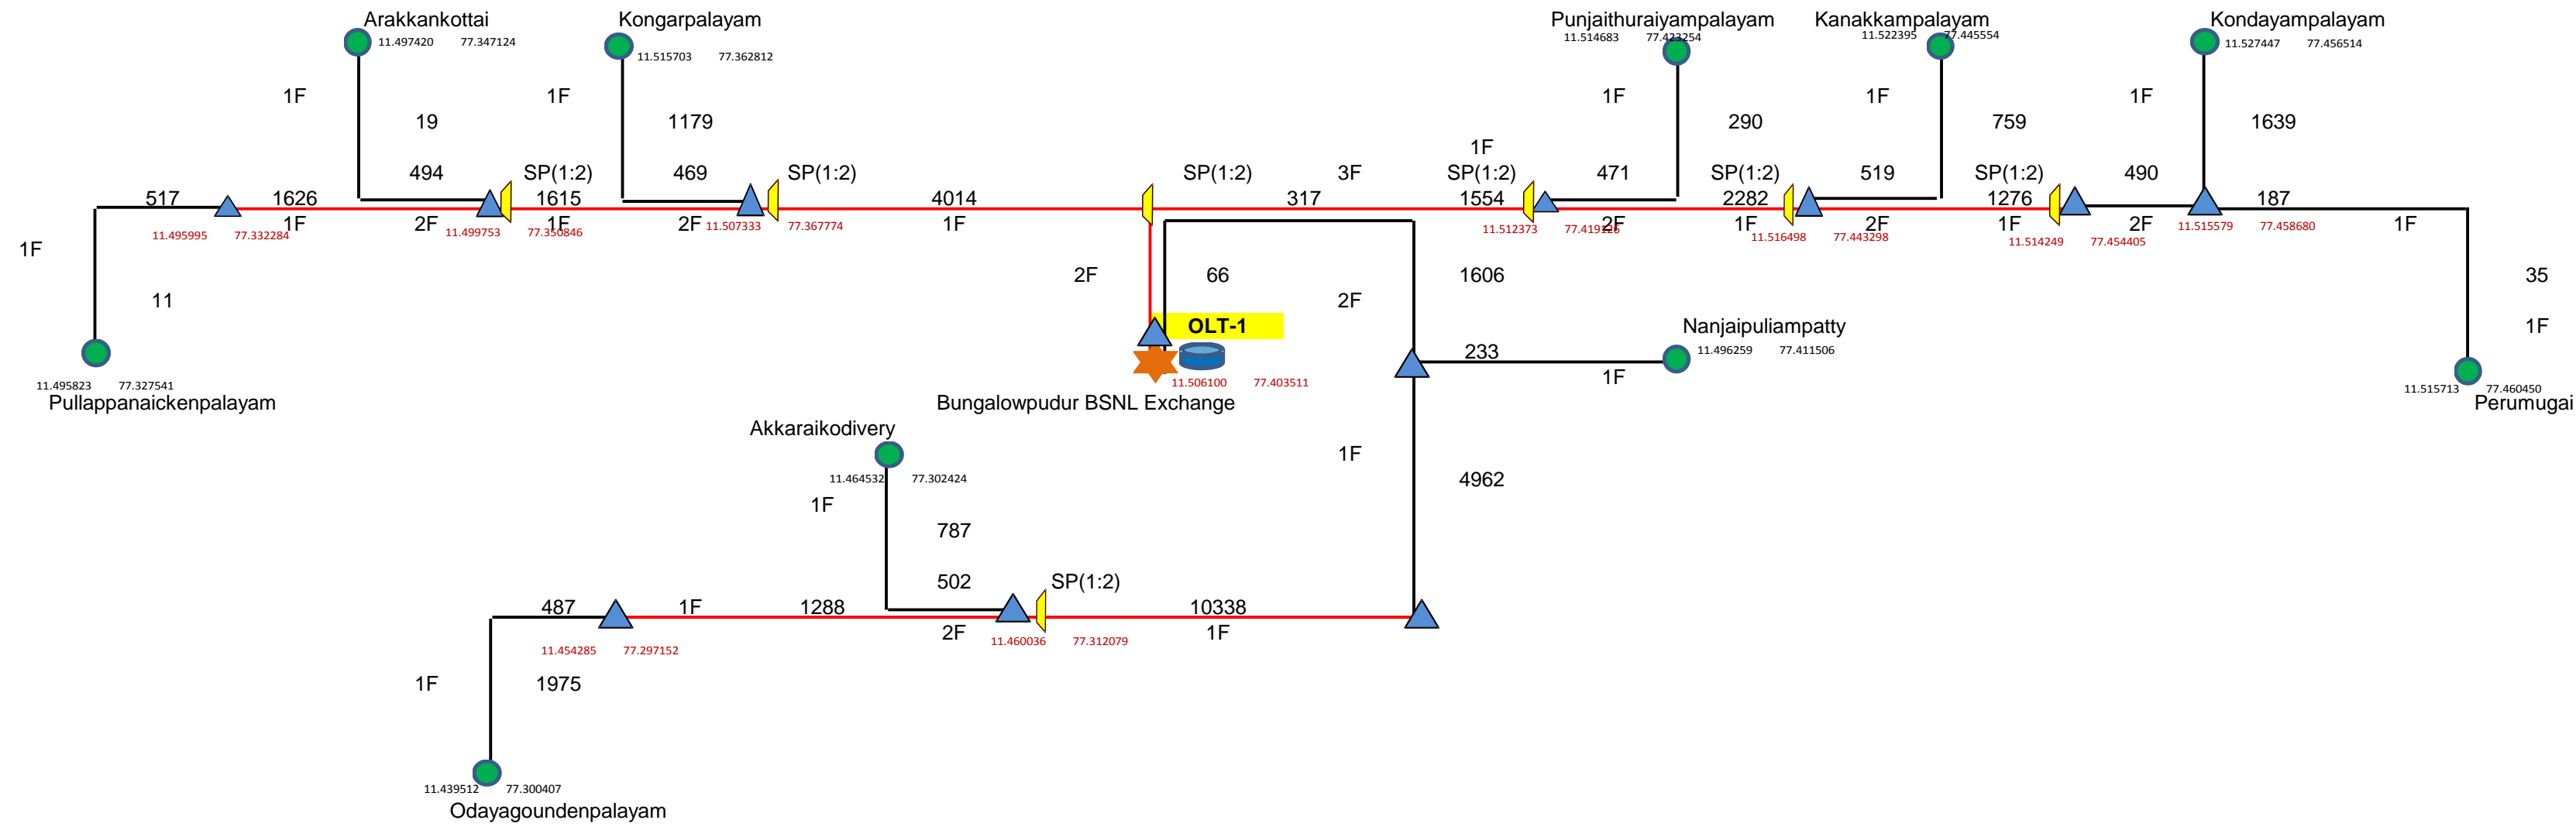 Arakkankottai
Kongarpalayam
Punjaithuraiyampalayam
Kanakkampalayam
Kondayampalayam
11.497420 77.347124
11.515703 77.362812
11.514683 77.423254
11.522395 77.445554
11.527447 77.456514
1F
1F
1F
1F
1F
19
1179
290
759
1639
1F
494
SP(1:2)
469
SP(1:2)
SP(1:2)
3F
SP(1:2)
471
SP(1:2)
519
SP(1:2)
490
517
1626
1615
4014
317
1554
2282
1276
187
1F
2F
1F
2F
1F
2F
1F
2F
1F
2F
1F
11.495995 77.332284
11.499753 77.350846
11.507333 77.367774
11.512373 77.419126
11.516498 77.443298
11.514249 77.454405
11.515579 77.458680
1F
2F
66
1606
35
11
2F
OLT-1
Nanjaipuliampatty
1F
233
11.496259 77.411506
1F
11.506100 77.403511
11.495823 77.327541
11.515713 77.460450
Pullappanaickenpalayam
Bungalowpudur BSNL Exchange
Perumugai
Akkaraikodivery
1F
11.464532 77.302424
4962
1F
787
502
SP(1:2)
487
1F
1288
10338
2F
11.460036 77.312079
1F
11.454285 77.297152
1F
1975
11.439512 77.300407
Odayagoundenpalayam